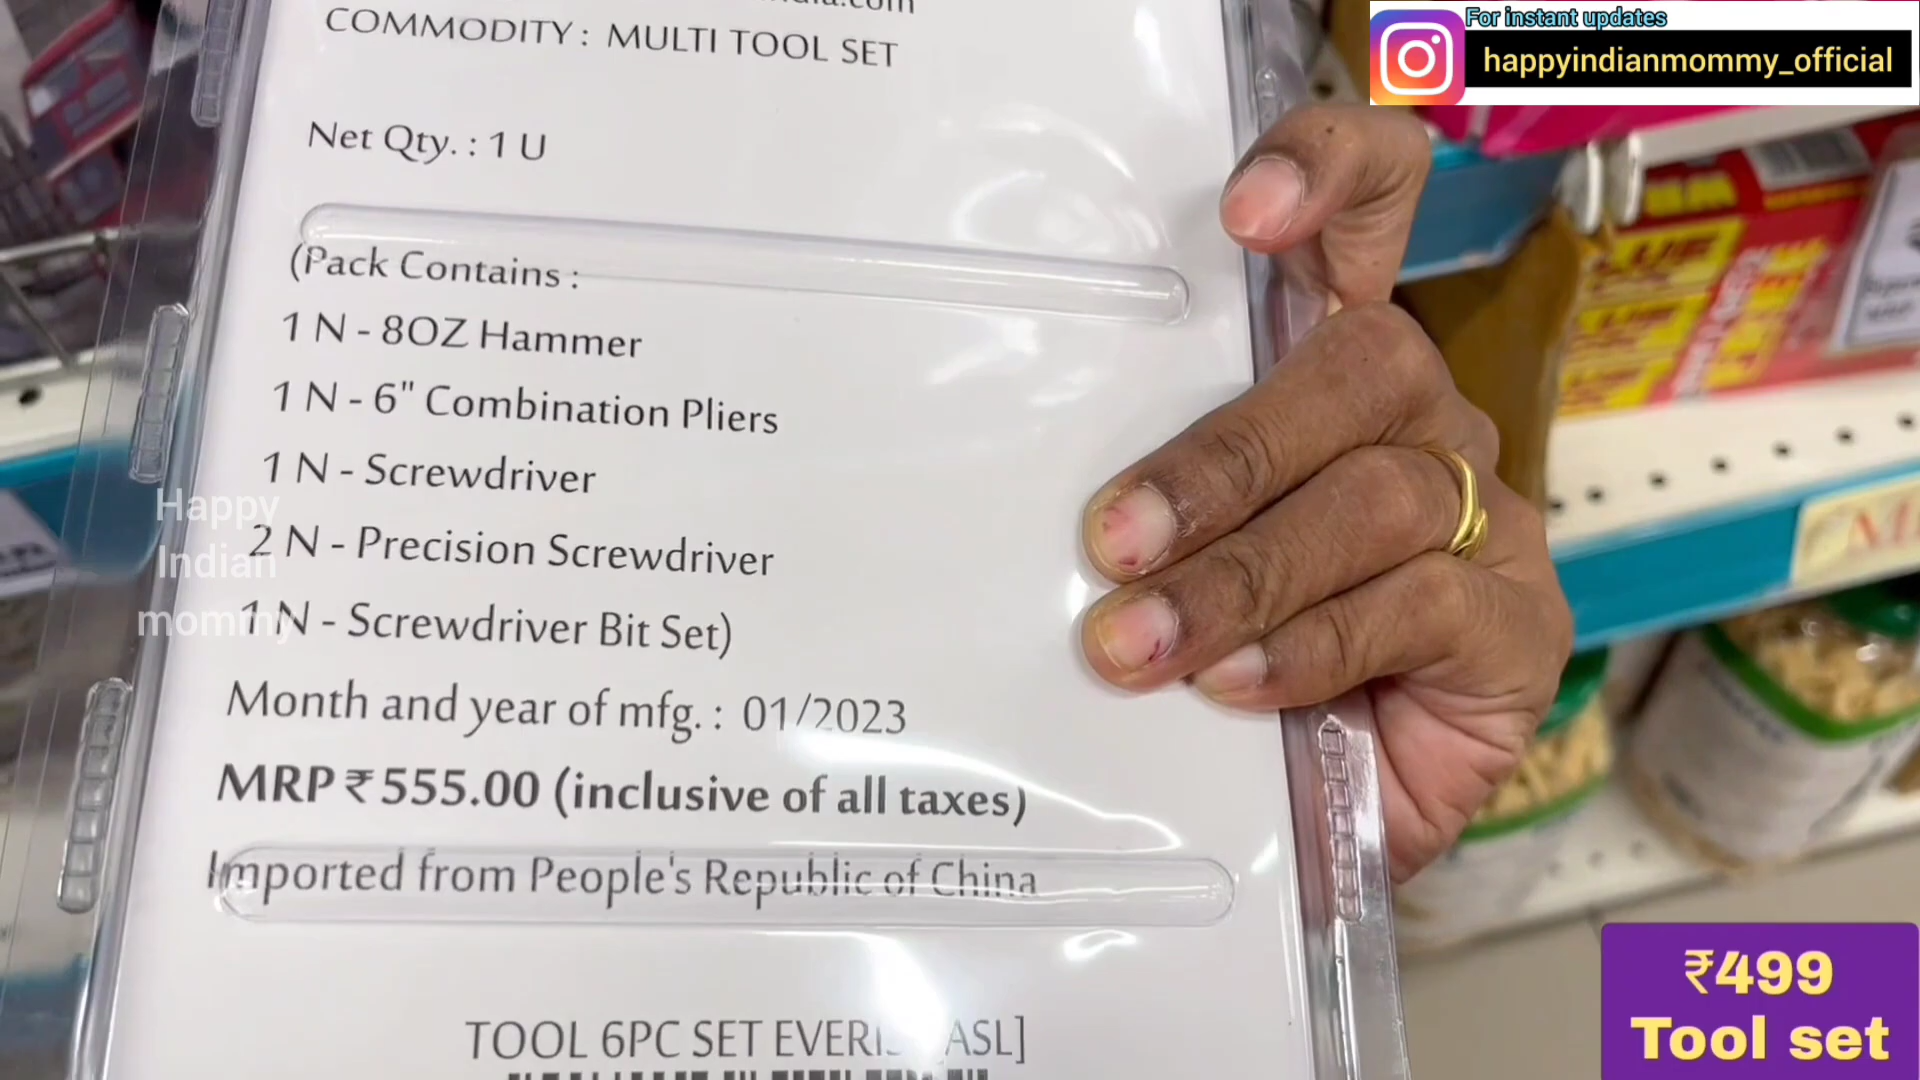 For instant updates
happyindianmommy_official
COMMODITY : MULTI TOOL SET
Net Qty. : 1 U
(Pack Contains :
1 N - 8OZ Hammer
1 N - 6" Combination Pliers
1 N - Screwdriver
2 N - Precision Screwdriver
1 N - Screwdriver Bit Set)
Happy
Indian
mommy
Month and year of mfg. : 01/2023
MRP ₹ 555.00 (inclusive of all taxes)
Imported from People's Republic of China
TOOL 6PC SET ASL]
₹499
Tool set